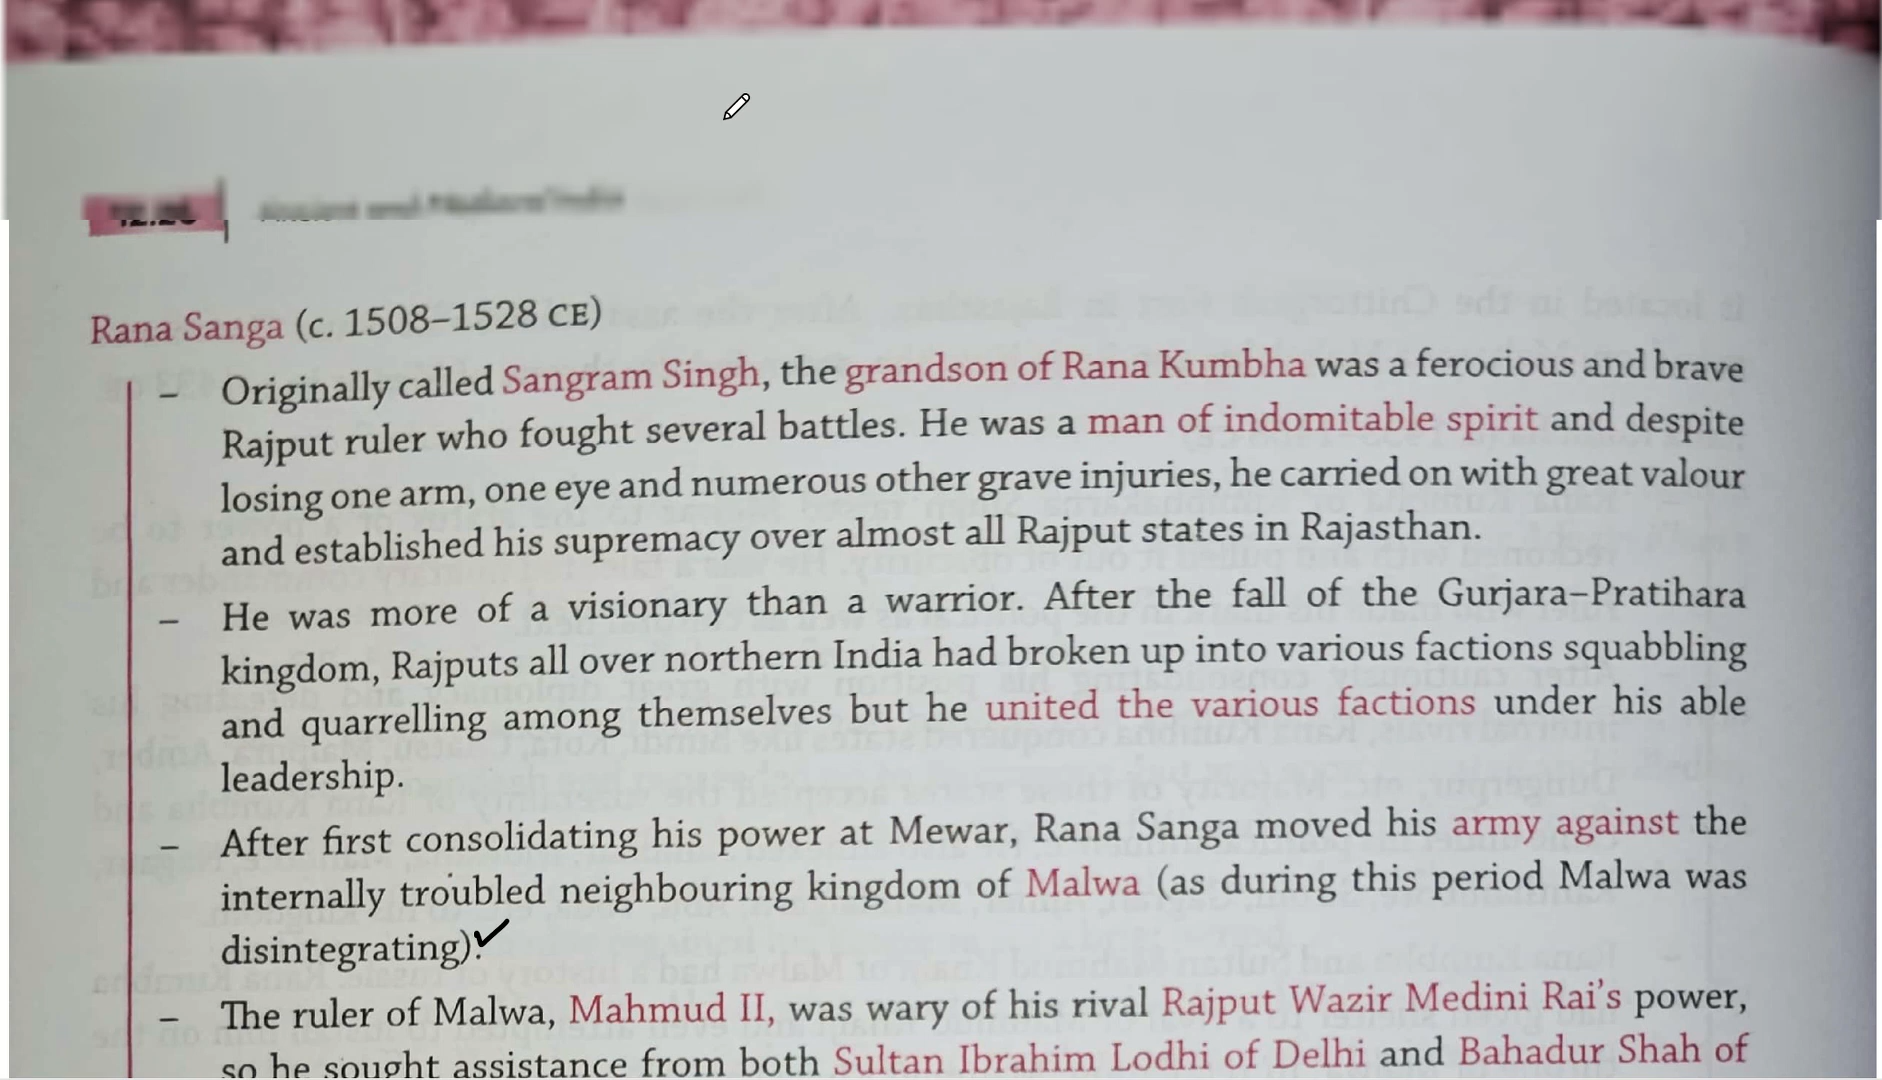 Rana Sanga (c. 1508–1528 CE)
– Originally called Sangram Singh, the grandson of Rana Kumbha was a ferocious and brave
Rajput ruler who fought several battles. He was a man of indomitable spirit and despite
losing one arm, one eye and numerous other grave injuries, he carried on with great valour
and established his supremacy over almost all Rajput states in Rajasthan.
– He was more of a visionary than a warrior. After the fall of the Gurjara–Pratihara
kingdom, Rajputs all over northern India had broken up into various factions squabbling
and quarrelling among themselves but he united the various factions under his able
leadership.
– After first consolidating his power at Mewar, Rana Sanga moved his army against the
internally troubled neighbouring kingdom of Malwa (as during this period Malwa was
disintegrating).
– The ruler of Malwa, Mahmud II, was wary of his rival Rajput Wazir Medini Rai's power,
so he sought assistance from both Sultan Ibrahim Lodhi of Delhi and Bahadur Shah of